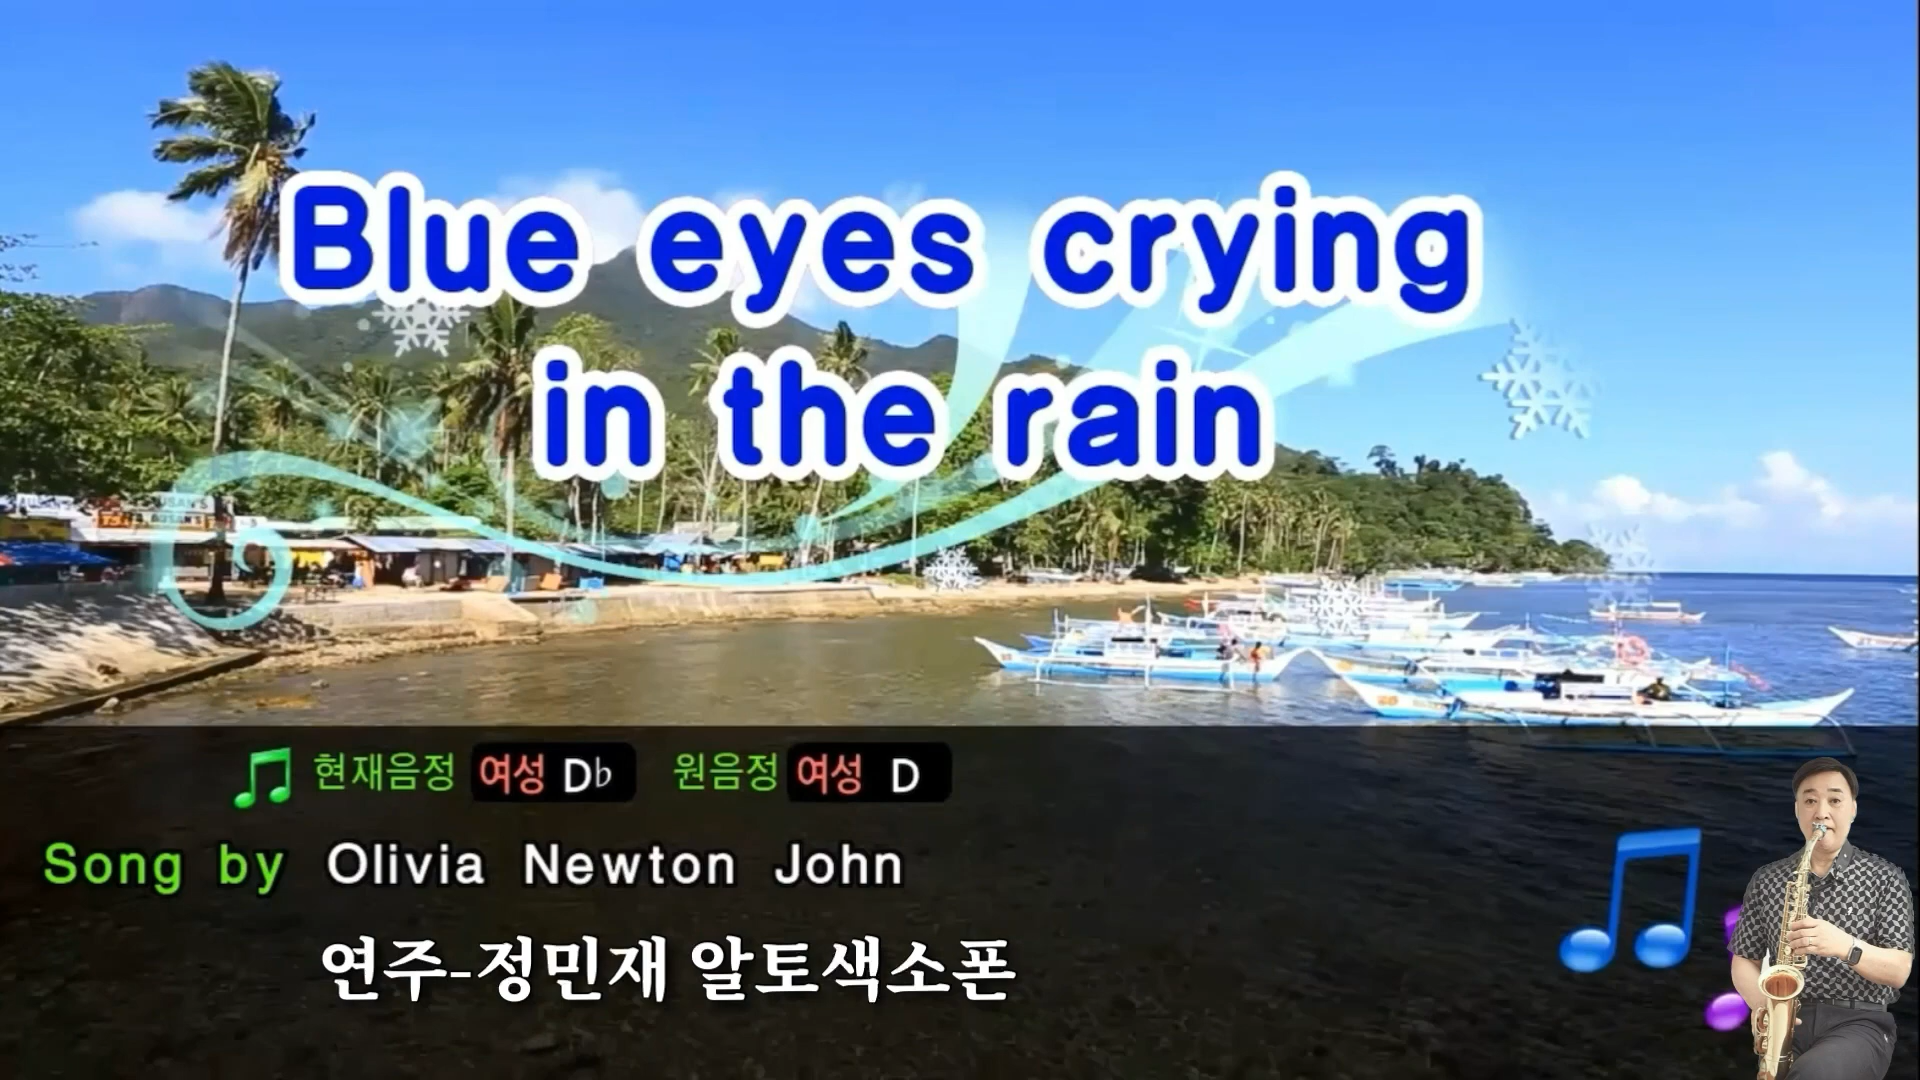 Blue eyes crying
in the rain
현재음정 여성 D♭ 원음정 여성 D
Song by Olivia Newton John
연주-정민재 알토색소폰